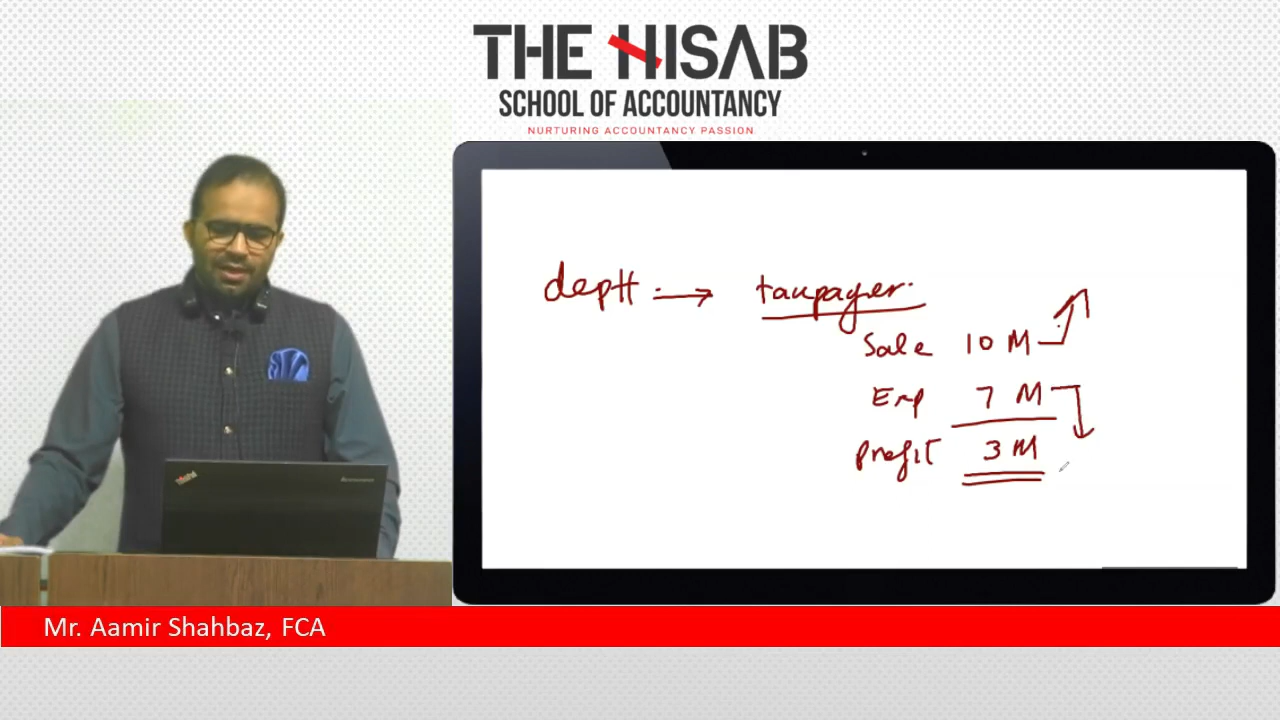 THE HISAB
SCHOOL OF ACCOUNTANCY
NURTURING ACCOUNTANCY PASSION
deptt. → taxpayer.
Sale 10 M
Exp 7 M
Profit 3 M
Mr. Aamir Shahbaz, FCA